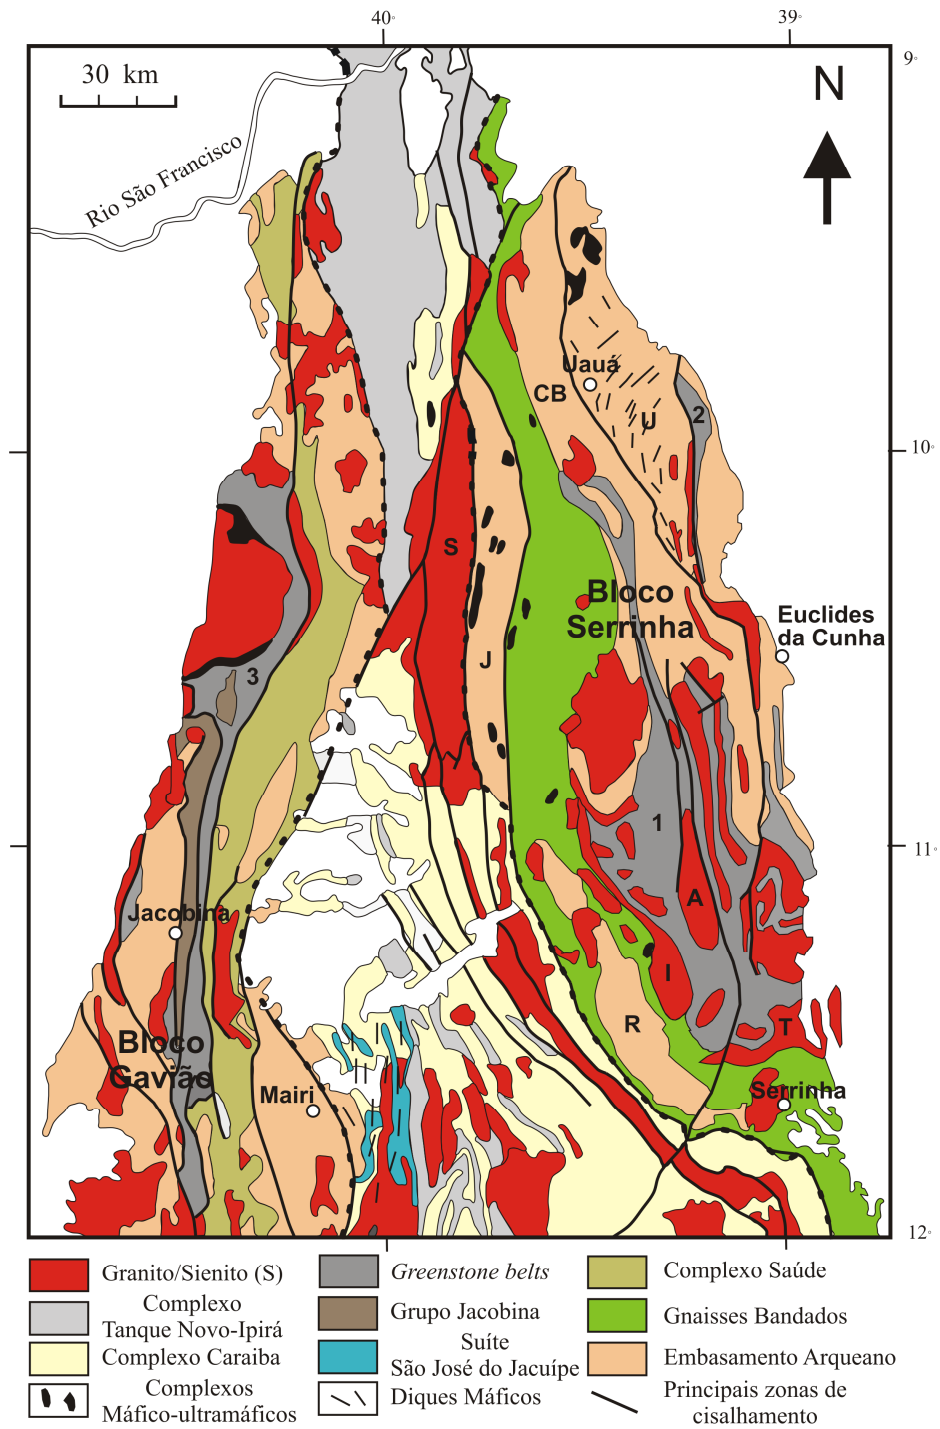 40°
39°
9°
30 km
N
Rio São Francisco
Uauá
CB
U
2
10°
S
Bloco
Serrinha
Euclides
da Cunha
J
3
1
11°
A
Jacobina
I
R
T
Bloco
Gavião
Mairi
Serrinha
12°
Granito/Sienito (S)
Complexo
Tanque Novo-Ipirá
Complexo Caraiba
Complexos
Máfico-ultramáficos
Greenstone belts
Grupo Jacobina
Suíte
São José do Jacuípe
Diques Máficos
Complexo Saúde
Gnaisses Bandados
Embasamento Arqueano
Principais zonas de
cisalhamento